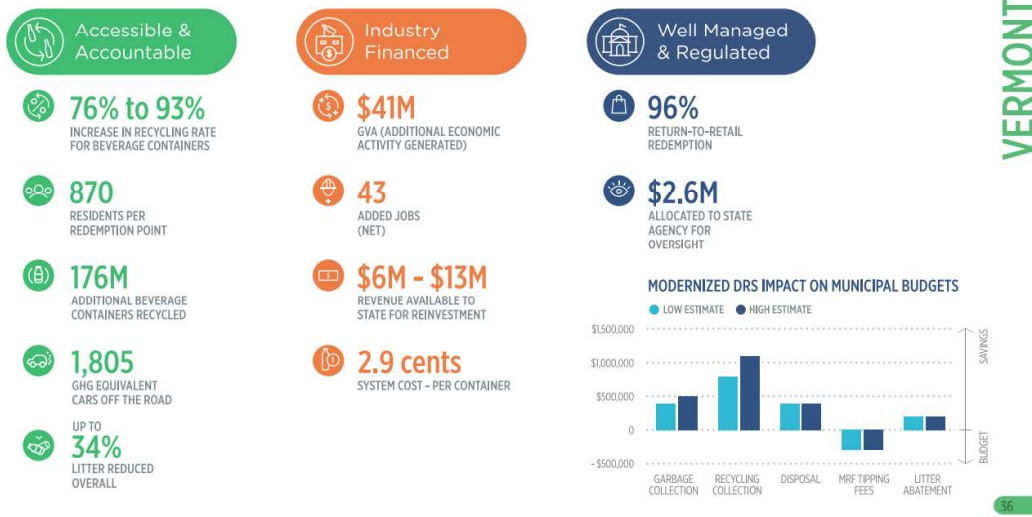 Accessible &
Accountable
76% to 93%
INCREASE IN RECYCLING RATE
FOR BEVERAGE CONTAINERS
870
RESIDENTS PER
REDEMPTION POINT
176M
ADDITIONAL BEVERAGE
CONTAINERS RECYCLED
1,805
GHG EQUIVALENT
CARS OFF THE ROAD
UP TO
34%
LITTER REDUCED
OVERALL
Industry
Financed
$41M
GVA (ADDITIONAL ECONOMIC
ACTIVITY GENERATED)
43
ADDED JOBS
(NET)
$6M - $13M
REVENUE AVAILABLE TO
STATE FOR REINVESTMENT
2.9 cents
SYSTEM COST - PER CONTAINER
Well Managed
& Regulated
96%
RETURN-TO-RETAIL
REDEMPTION
$2.6M
ALLOCATED TO STATE
AGENCY FOR
OVERSIGHT
MODERNIZED DRS IMPACT ON MUNICIPAL BUDGETS
LOW ESTIMATE HIGH ESTIMATE
$1,500,000
$1,000,000
$500,000
0
-$500,000
GARBAGE
COLLECTION
RECYCLING
COLLECTION
DISPOSAL
MRF TIPPING
FEES
LITTER
ABATEMENT
SAVINGS
BUDGET
VERMONT
36